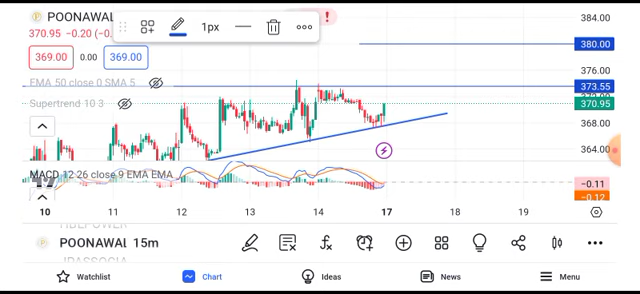 POONAWAL
1px
370.95 -0.20 (-0.
369.00 0.00 369.00
EMA 50 close 0 SMA 5
Supertrend 10 3
384.00
380.00
376.00
373.55
370.95
368.00
364.00
MACD 12 26 close 9 EMA EMA
−0.11
−0.12
10 11 12 13 14 17 18 19
POONAWAL 15m
Watchlist Chart Ideas News Menu